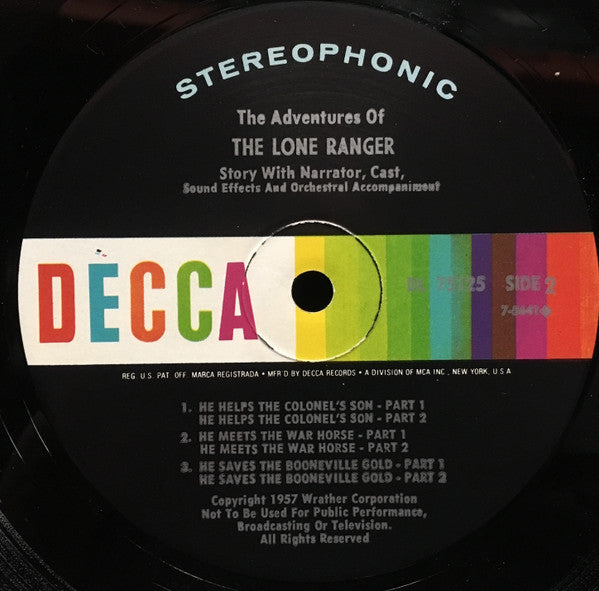 STEREOPHONIC
The Adventures Of
THE LONE RANGER
Story With Narrator, Cast,
Sound Effects And Orchestral Accompaniment
DECCA
SIDE 2
REG. U.S. PAT. OFF. MARCA REGISTRADA • MFR'D BY DECCA RECORDS • A DIVISION OF MCA INC., NEW YORK, U.S.A
1. HE HELPS THE COLONEL'S SON - PART 1
HE HELPS THE COLONEL'S SON - PART 2
2. HE MEETS THE WAR HORSE - PART 1
HE MEETS THE WAR HORSE - PART 2
3. HE SAVES THE BOONEVILLE GOLD - PART 1
HE SAVES THE BOONEVILLE GOLD - PART 2
Copyright 1957 Wrather Corporation
Not To Be Used For Public Performance,
Broadcasting Or Television.
All Rights Reserved